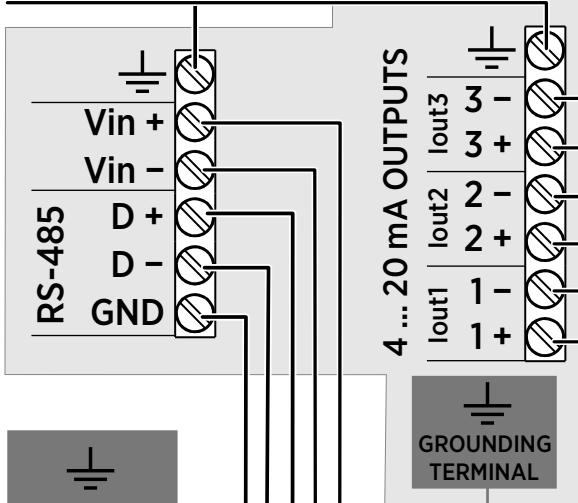 Vin +
Vin −
D +
D −
GND
RS-485
4 ... 20 mA OUTPUTS
Iout3
3 −
3 +
Iout2
2 −
2 +
Iout1
1 −
1 +
GROUNDING
TERMINAL